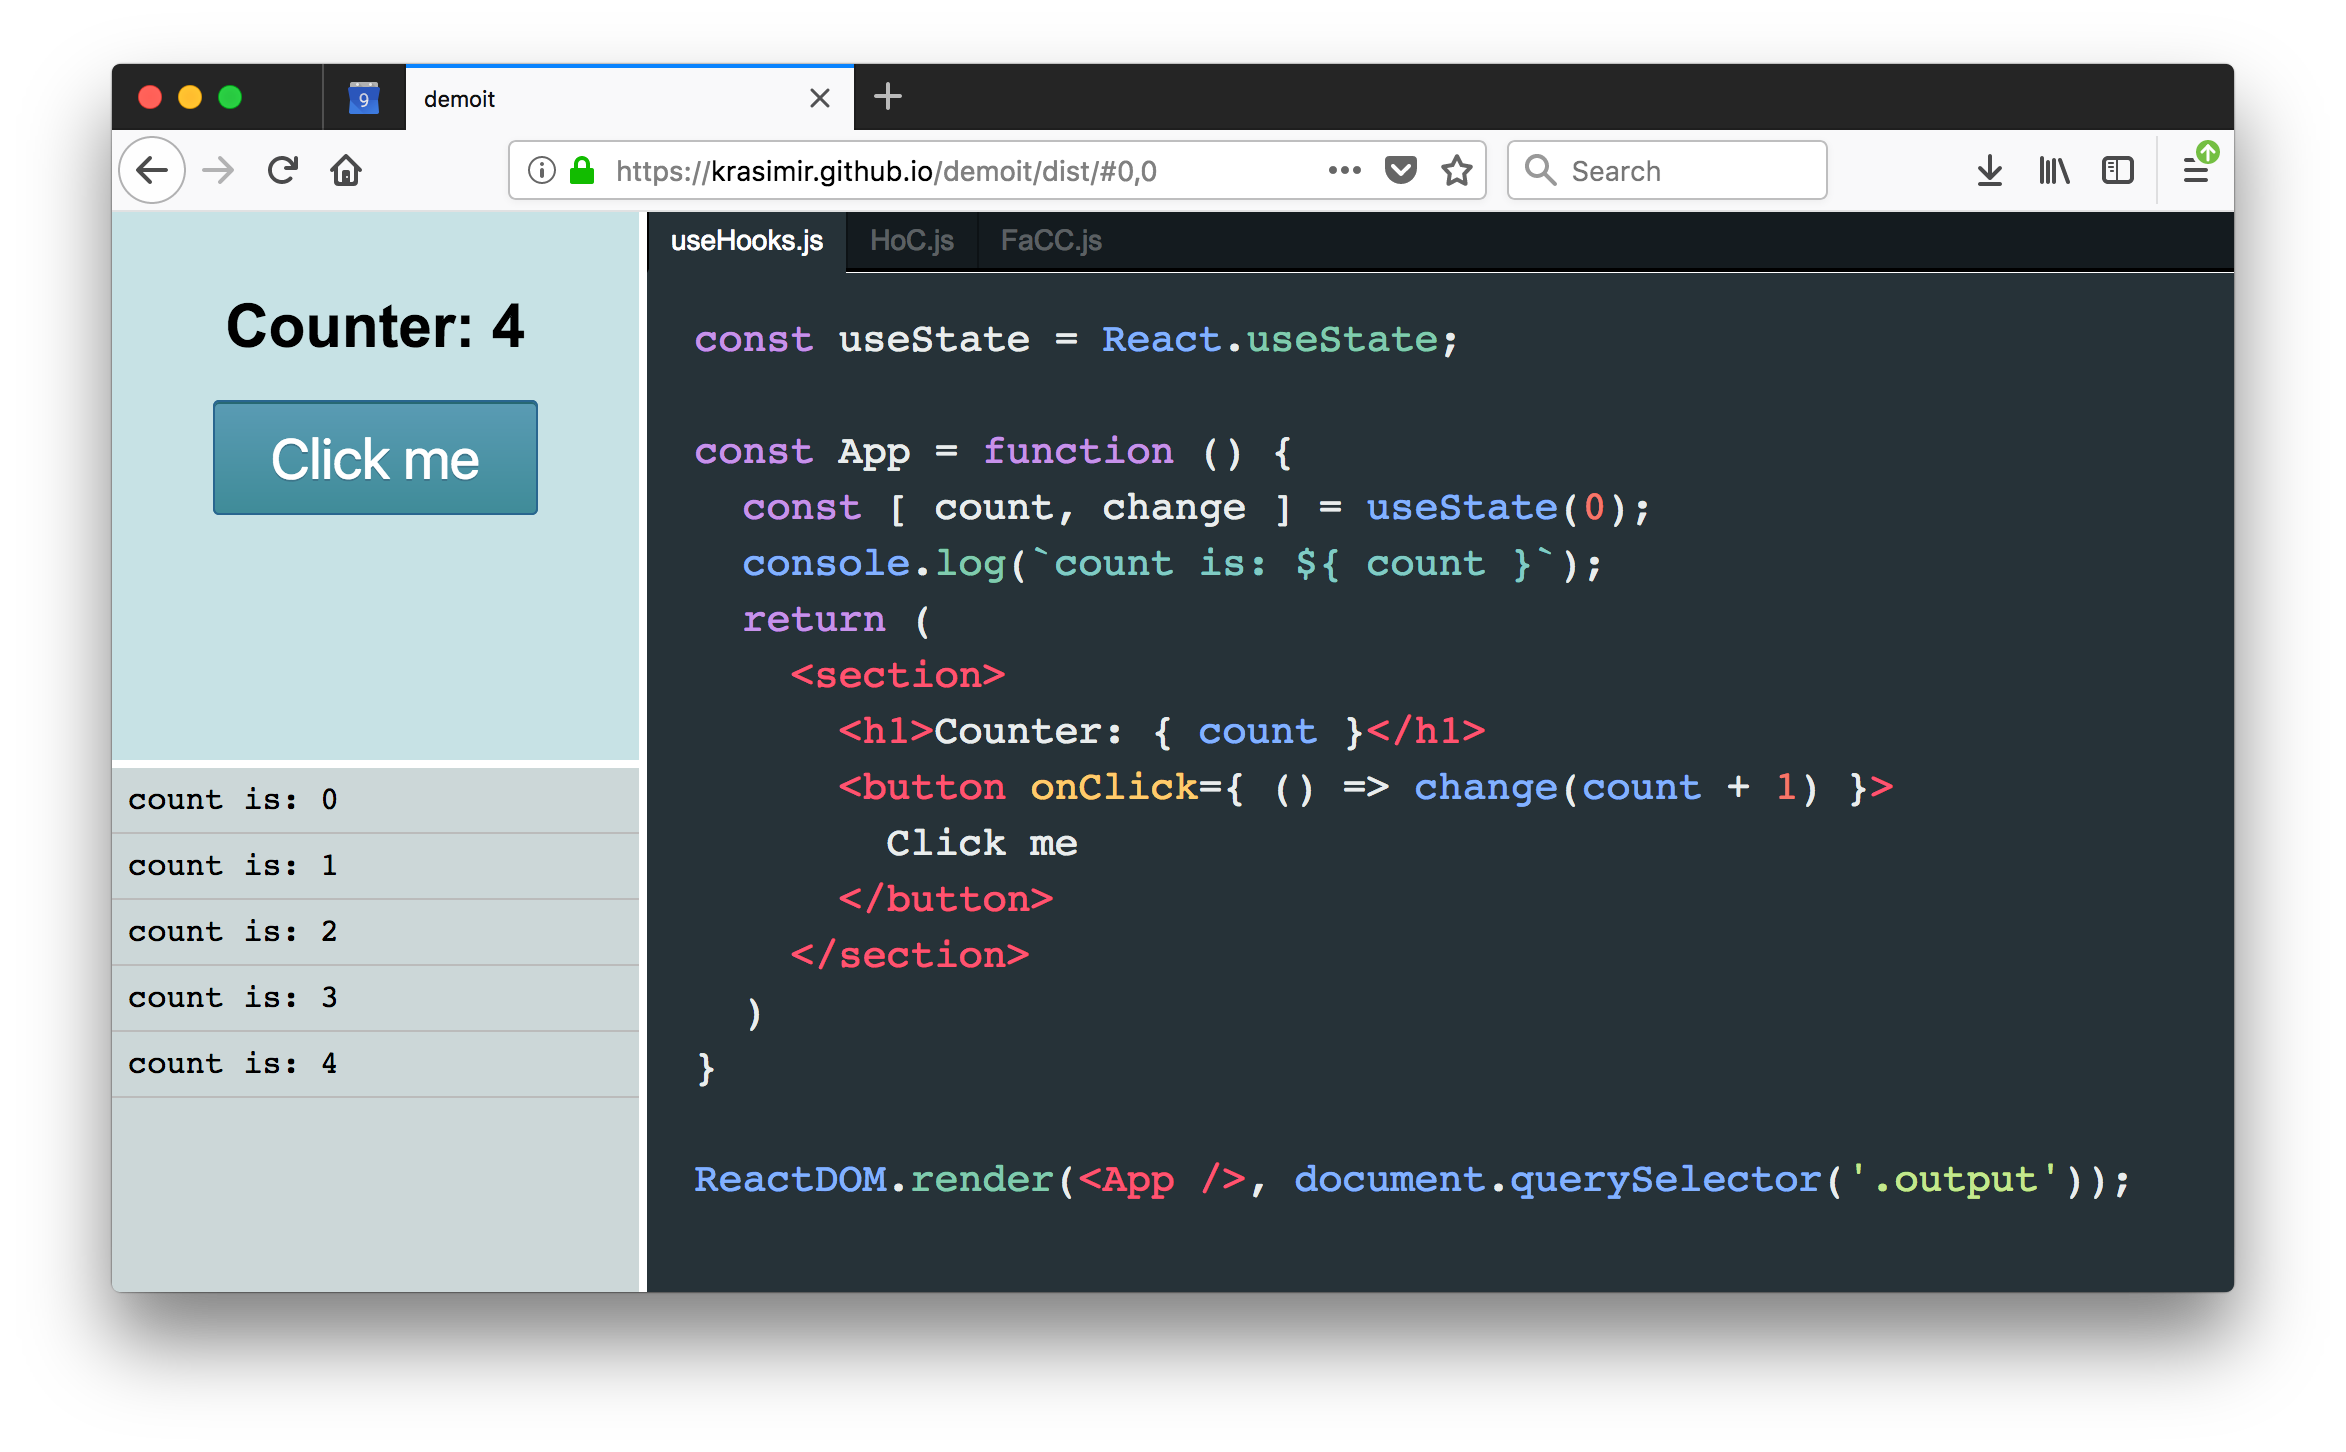 9
demoit
https://krasimir.github.io/demoit/dist/#0,0
Search
Counter: 4
Click me
count is: 0
count is: 1
count is: 2
count is: 3
count is: 4
useHooks.js HoC.js FaCC.js
const useState = React.useState;
const App = function () {
  const [ count, change ] = useState(0);
  console.log(`count is: ${ count }`);
  return (
    <section>
      <h1>Counter: { count }</h1>
      <button onClick={ () => change(count + 1) }>
        Click me
      </button>
    </section>
  )
}
ReactDOM.render(<App />, document.querySelector('.output'));